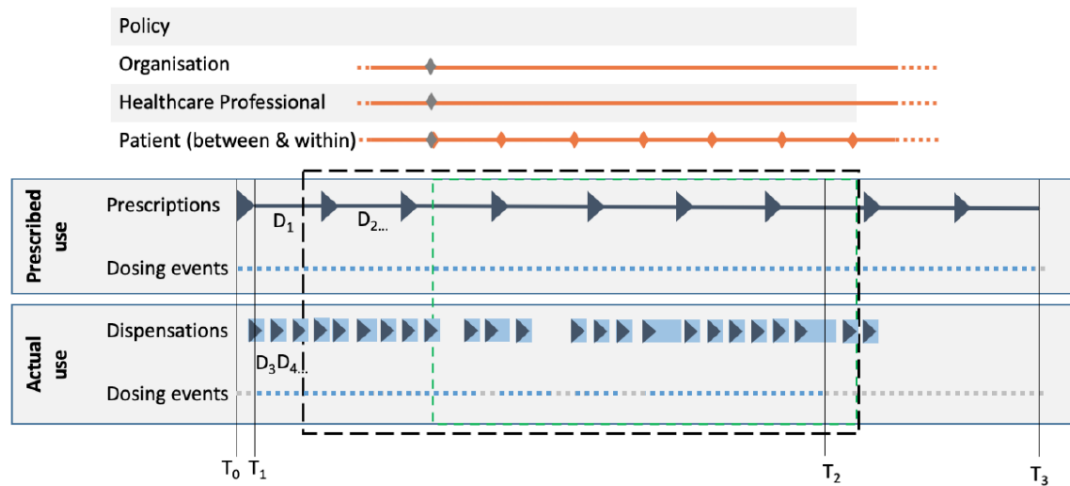 Policy
Organisation
Healthcare Professional
Patient (between & within)
Prescribed use
Prescriptions
D1
D2...
Dosing events
Actual use
Dispensations
D3D4...
Dosing events
T0 T1 T2 T3